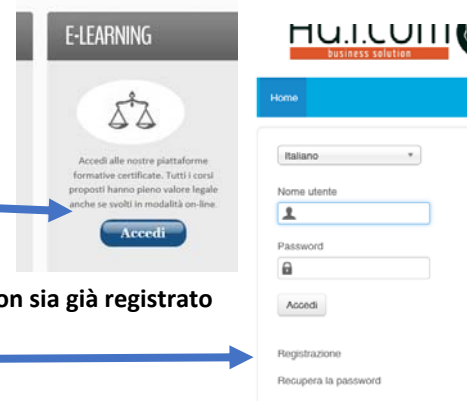 E-LEARNING
Accedi alle nostre piattaforme
formative certificate. Tutti i corsi
proposti hanno pieno valore legale
anche se svolti in modalità on-line.
Accedi
on sia già registrato
business solution
Home
Italiano
Nome utente
Password
Accedi
Registrazione
Recupera la password